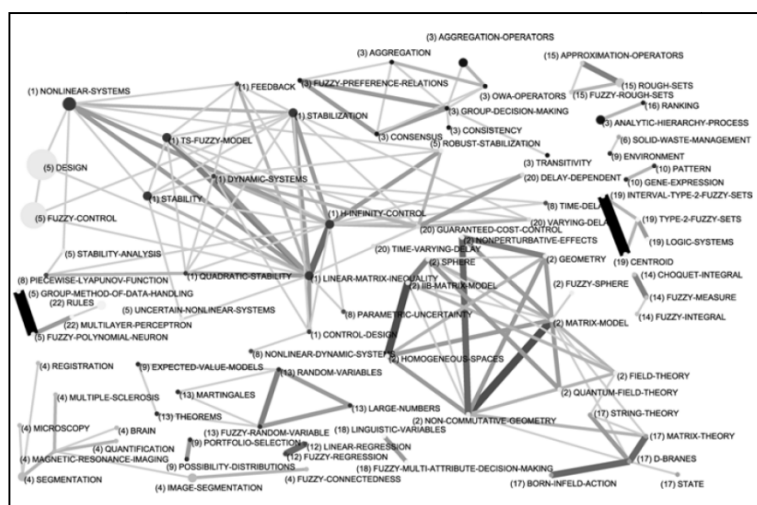 (3) AGGREGATION-OPERATORS
(3) AGGREGATION
(15) APPROXIMATION-OPERATORS
(1) NONLINEAR-SYSTEMS
(1) FEEDBACK
(3) FUZZY-PREFERENCE-RELATIONS
(15) ROUGH-SETS
(3) OWA-OPERATORS
(15) FUZZY-ROUGH-SETS
(16) RANKING
(1) STABILIZATION
(3) GROUP-DECISION-MAKING
(3) ANALYTIC-HIERARCHY-PROCESS
(1) TS-FUZZY-MODEL
(3) CONSENSUS
(3) CONSISTENCY
(5) ROBUST-STABILIZATION
(6) SOLID-WASTE-MANAGEMENT
(5) DESIGN
(3) TRANSITIVITY
(9) ENVIRONMENT
(1) DYNAMIC-SYSTEMS
(20) DELAY-DEPENDENT
(10) PATTERN
(10) GENE-EXPRESSION
(1) STABILITY
(19) INTERVAL-TYPE-2-FUZZY-SETS
(8) TIME-DELA
(5) FUZZY-CONTROL
(1) H-INFINITY-CONTROL
(20) VARYING-DELA
(19) TYPE-2-FUZZY-SETS
(20) GUARANTEED-COST-CONTROL
(2) NONPERTURBATIVE-EFFECTS
(19) LOGIC-SYSTEMS
(5) STABILITY-ANALYSIS
(20) TIME-VARYING-DELAY
(2) SPHERE
(2) GEOMETRY
(19) CENTROID
(8) PIECEWISE-LYAPUNOV-FUNCTION
(1) QUADRATIC-STABILITY
(1) LINEAR-MATRIX-INEQUALITY
(2) IIB-MATRIX-MODEL
(2) FUZZY-SPHERE
(14) CHOQUET-INTEGRAL
(5) GROUP-METHOD-OF-DATA-HANDLING
(22) RULES
(14) FUZZY-MEASURE
(5) UNCERTAIN-NONLINEAR-SYSTEMS
(8) PARAMETRIC-UNCERTAINTY
(14) FUZZY-INTEGRAL
(22) MULTILAYER-PERCEPTRON
(2) MATRIX-MODEL
(5) FUZZY-POLYNOMIAL-NEURON
(1) CONTROL-DESIGN
(8) NONLINEAR-DYNAMIC-SYSTEM
(2) HOMOGENEOUS-SPACES
(4) REGISTRATION
(9) EXPECTED-VALUE-MODELS
(13) RANDOM-VARIABLES
(2) FIELD-THEORY
(4) MULTIPLE-SCLEROSIS
(13) MARTINGALES
(2) QUANTUM-FIELD-THEORY
(13) THEOREMS
(13) LARGE-NUMBERS
(2) NON-COMMUTATIVE-GEOMETRY
(17) STRING-THEORY
(4) MICROSCOPY
(4) BRAIN
(13) FUZZY-RANDOM-VARIABLE
(18) LINGUISTIC-VARIABLES
(17) MATRIX-THEORY
(4) QUANTIFICATION
(9) PORTFOLIO-SELECTION
(12) LINEAR-REGRESSION
(4) MAGNETIC-RESONANCE-IMAGING
(12) FUZZY-REGRESSION
(17) D-BRANES
(9) POSSIBILITY-DISTRIBUTIONS
(18) FUZZY-MULTI-ATTRIBUTE-DECISION-MAKING
(4) SEGMENTATION
(4) IMAGE-SEGMENTATION
(4) FUZZY-CONNECTEDNESS
(17) BORN-INFELD-ACTION
(17) STATE